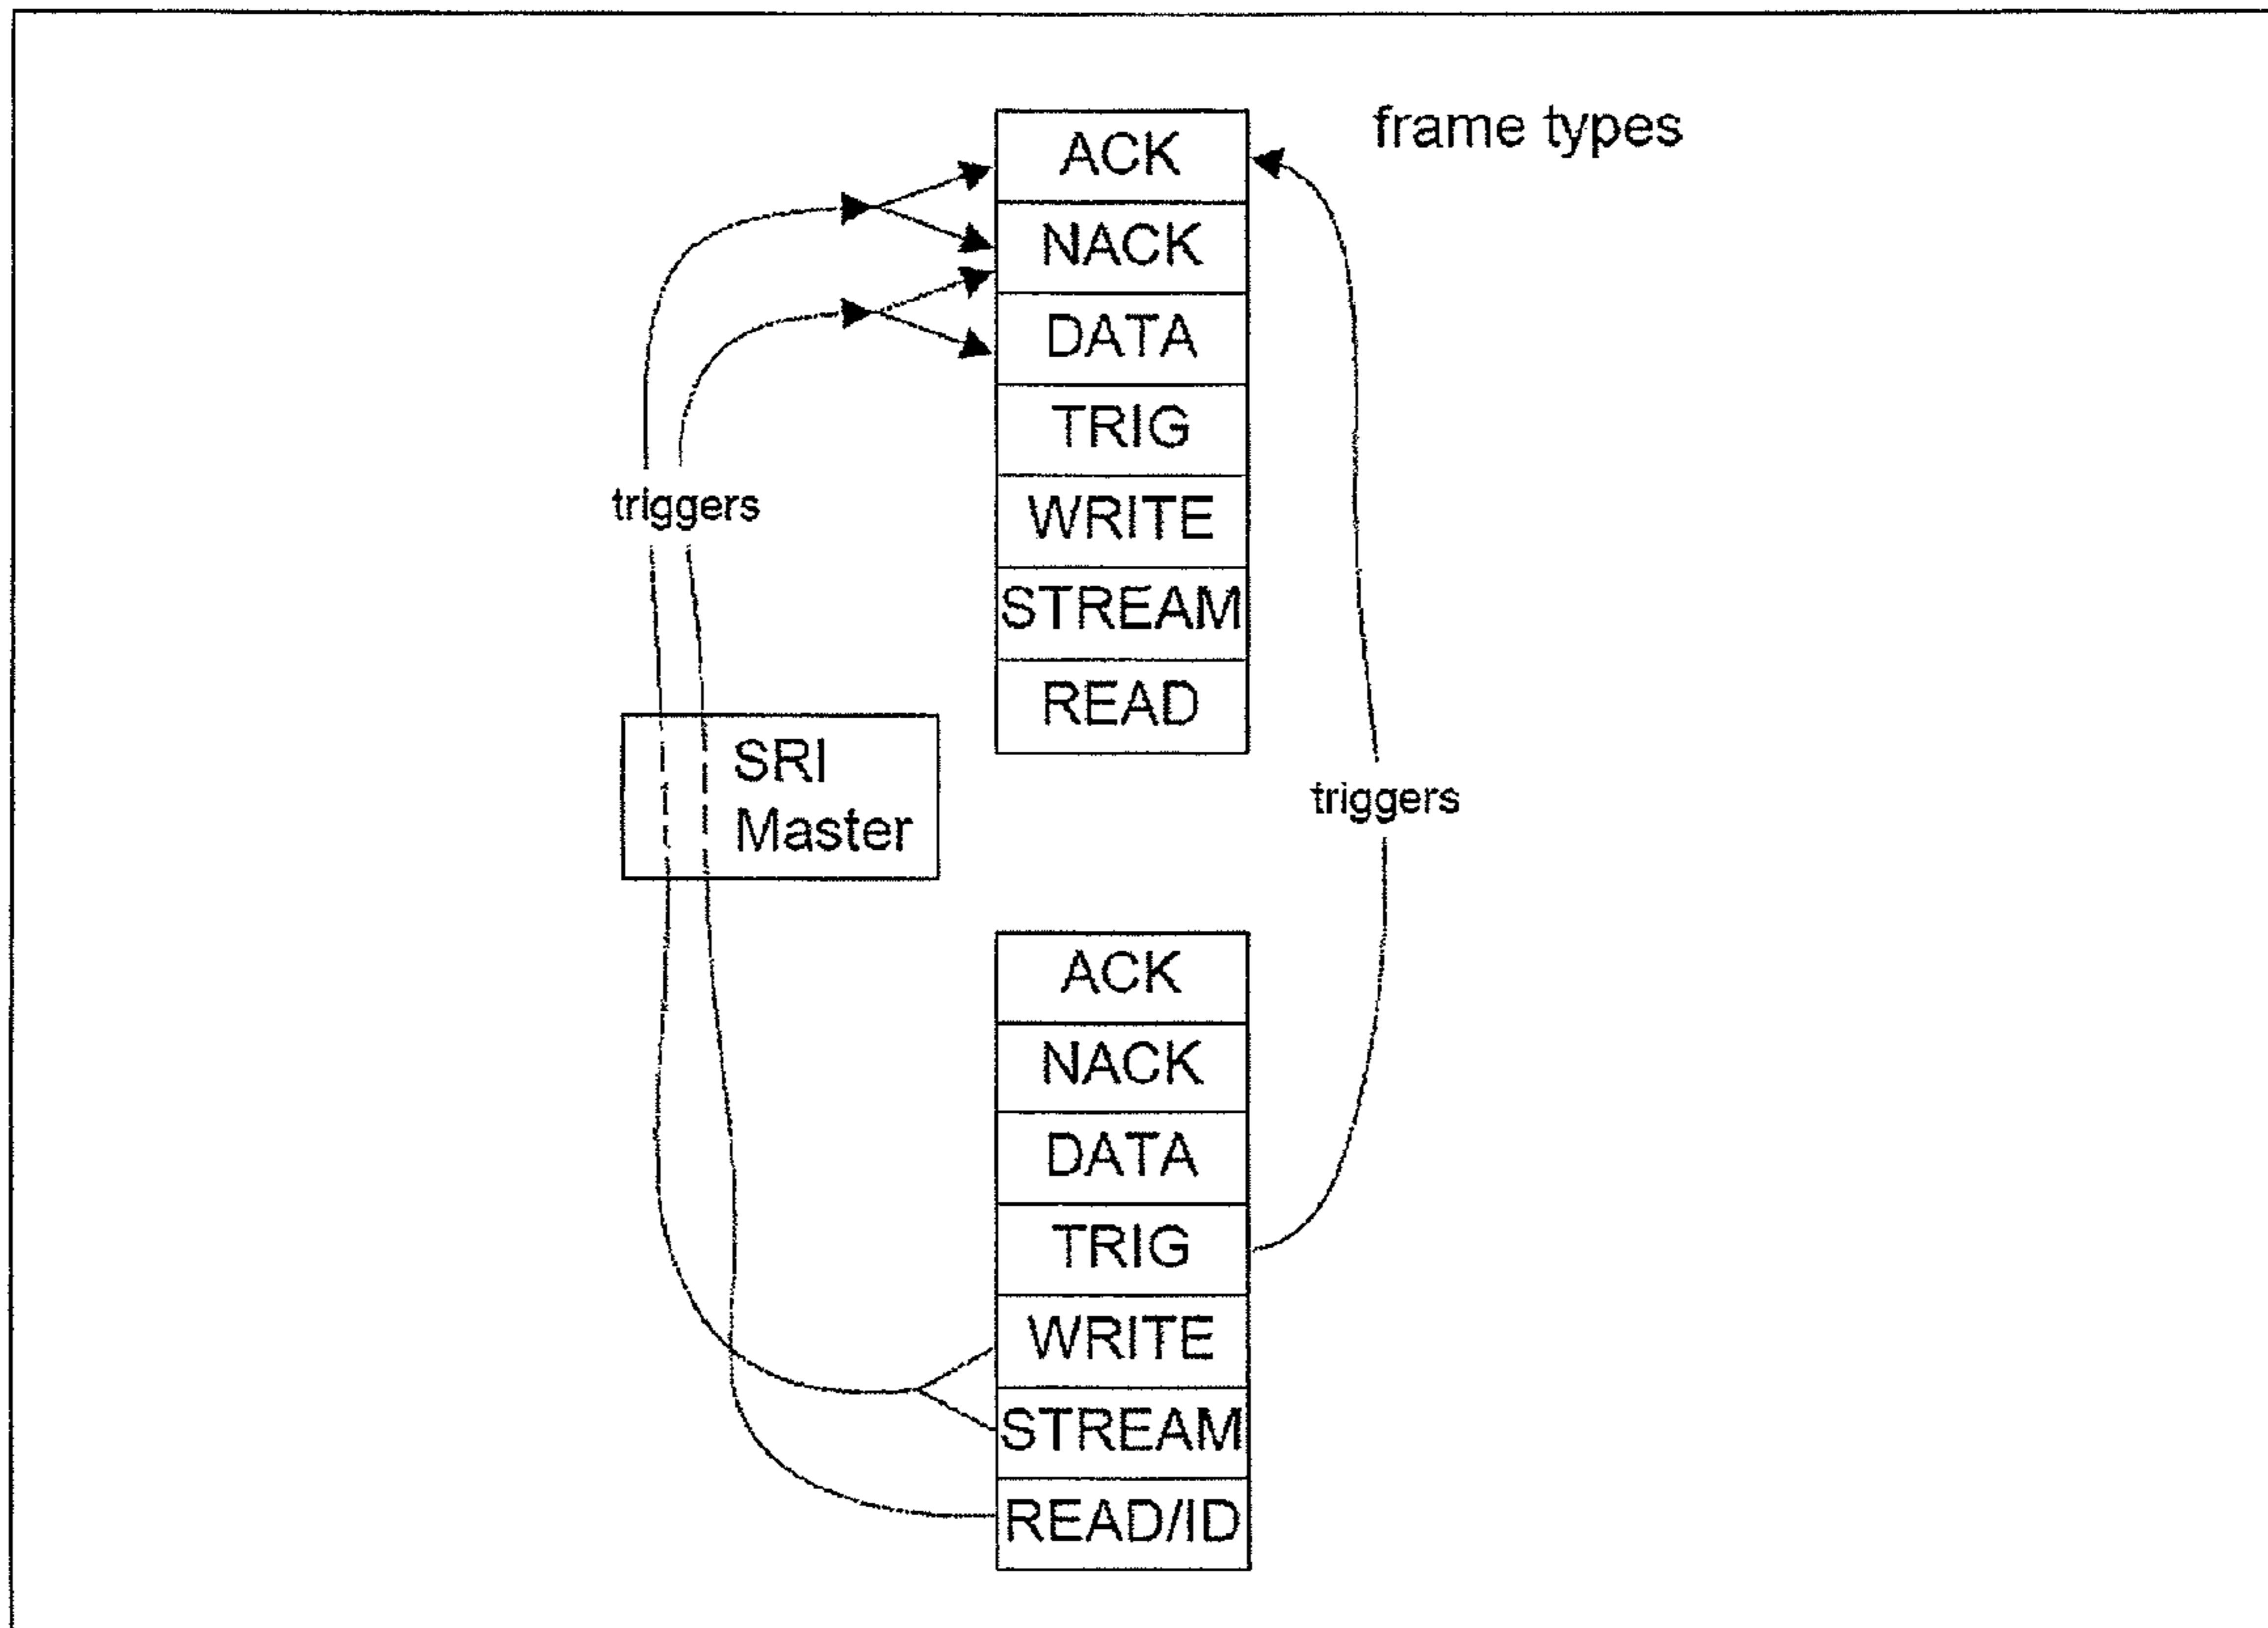 frame types
ACK
NACK
DATA
TRIG
WRITE
STREAM
READ
triggers
SRI
Master
triggers
ACK
NACK
DATA
TRIG
WRITE
STREAM
READ/ID